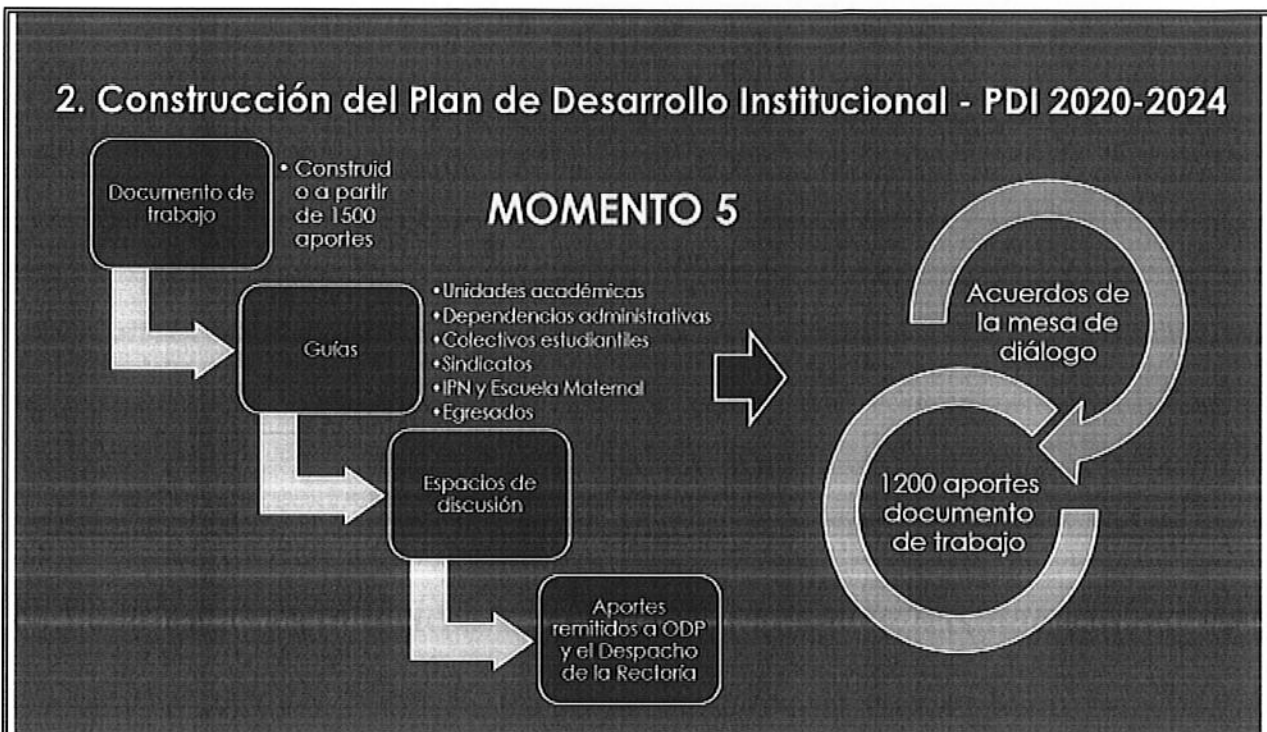 2. Construcción del Plan de Desarrollo Institucional - PDI 2020-2024
Documento de
trabajo
• Construid
o a partir
de 1500
aportes
MOMENTO 5
Guías
•Unidades académicas
•Dependencias administrativas
•Colectivos estudiantiles
•Sindicatos
•IPN y Escuela Maternal
•Egresados
Espacios de
discusión
Aportes
remitidos a ODP
y el Despacho
de la Rectoría
Acuerdos de
la mesa de
diálogo
1200 aportes
documento
de trabajo